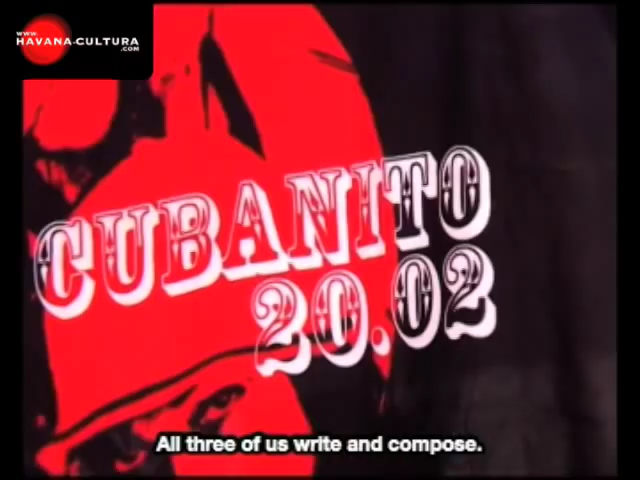 WWW.
HAVANA-CULTURA
.COM
CUBANITO
20.02
All three of us write and compose.